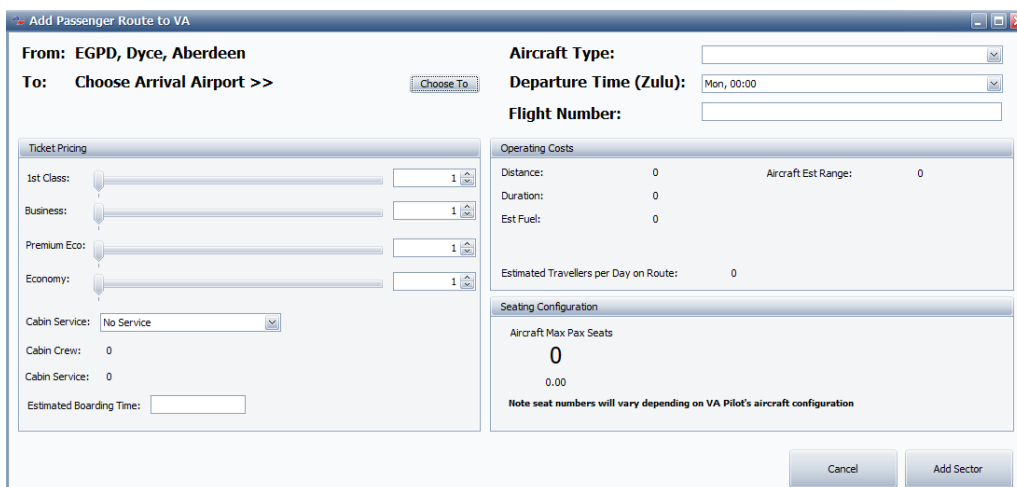 Add Passenger Route to VA
From: EGPD, Dyce, Aberdeen
To: Choose Arrival Airport >>
Choose To
Aircraft Type:
Departure Time (Zulu): Mon, 00:00
Flight Number:
Ticket Pricing
1st Class: 1
Business: 1
Premium Eco: 1
Economy: 1
Cabin Service: No Service
Cabin Crew: 0
Cabin Service: 0
Estimated Boarding Time:
Operating Costs
Distance: 0 Aircraft Est Range: 0
Duration: 0
Est Fuel: 0
Estimated Travellers per Day on Route: 0
Seating Configuration
Aircraft Max Pax Seats
0
0.00
Note seat numbers will vary depending on VA Pilot's aircraft configuration
Cancel Add Sector